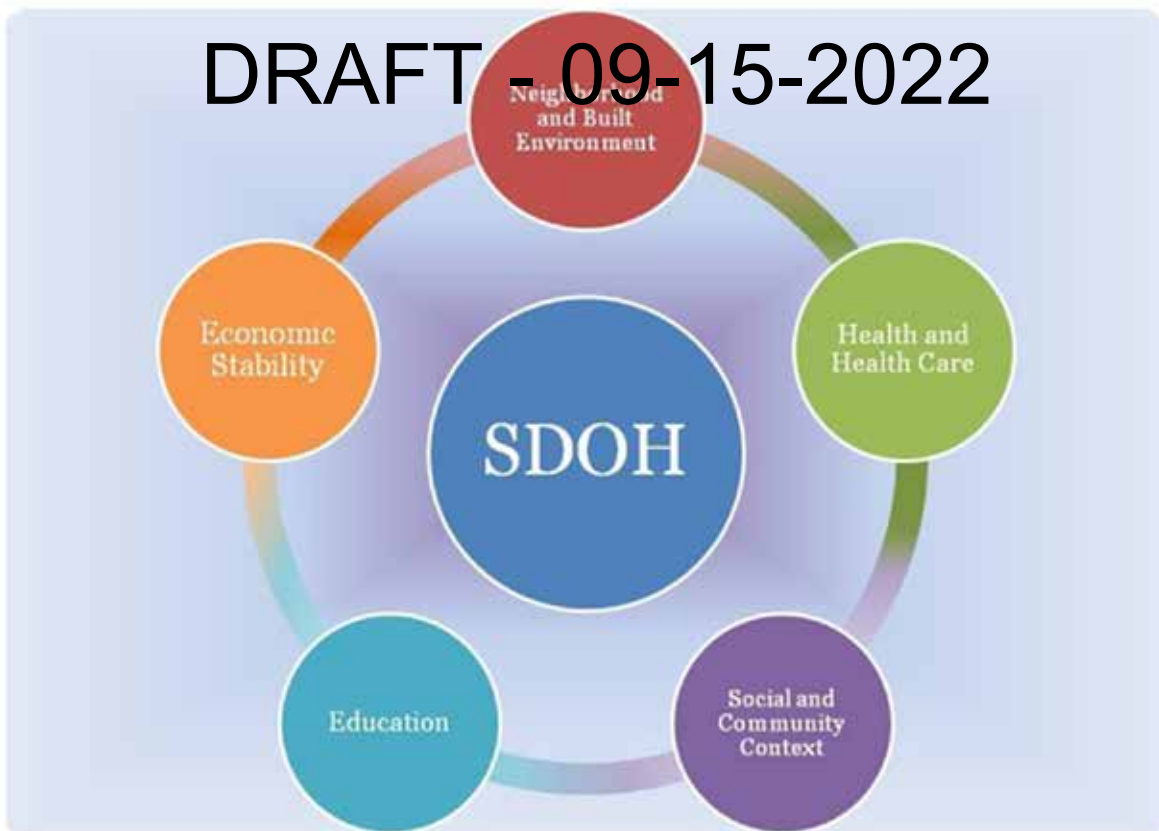 DRAFT - 09-15-2022
Neighborhood
and Built
Environment
Economic
Stability
Health and
Health Care
SDOH
Education
Social and
Community
Context